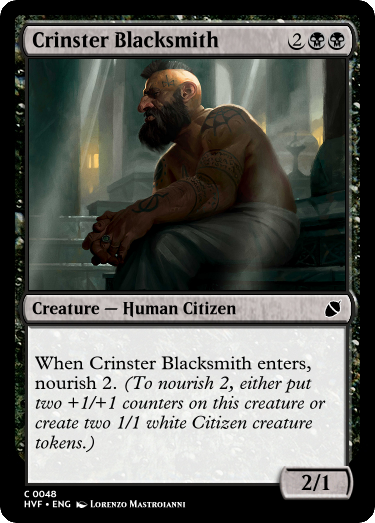 Crinster Blacksmith 2
Creature — Human Citizen
When Crinster Blacksmith enters,
nourish 2. (To nourish 2, either put
two +1/+1 counters on this creature or
create two 1/1 white Citizen creature
tokens.)
2/1
C 0048
HVF • ENG Lorenzo Mastroianni